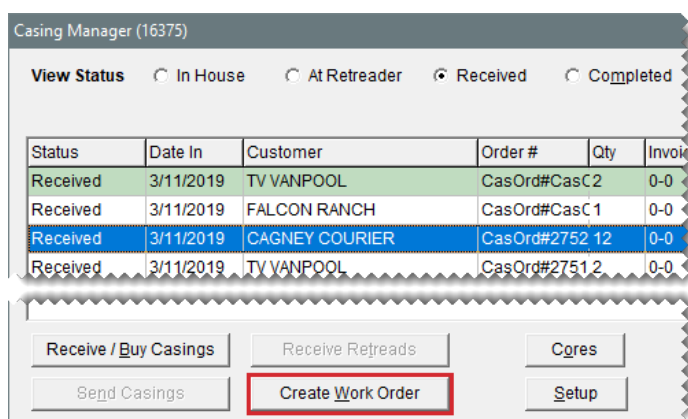 Casing Manager (16375)
View Status In House At Retreader Received Completed
Status Date In Customer Order # Qty Invoic
Received 3/11/2019 TV VANPOOL CasOrd#CasC 2 0-0
Received 3/11/2019 FALCON RANCH CasOrd#CasC 1 0-0
Received 3/11/2019 CAGNEY COURIER CasOrd#2752 12 0-0
Received 3/11/2019 TV VANPOOL CasOrd#2751 2 0-0
Receive / Buy Casings Receive Retreads Cores
Send Casings Create Work Order Setup